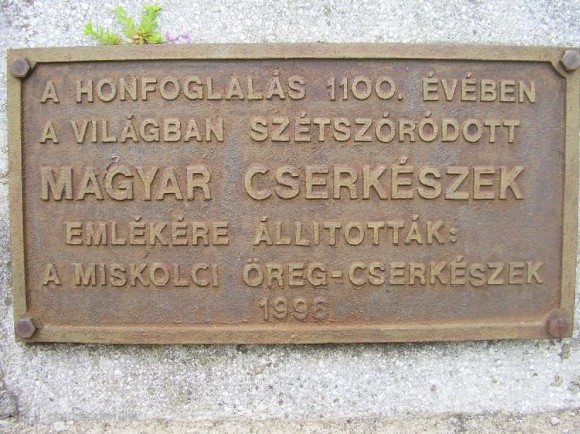 A HONFOGLALÁS 1100. ÉVÉBEN
A VILÁGBAN SZÉTSZÓRÓDOTT
MAGYAR CSERKÉSZEK
EMLÉKÉRE ÁLLITOTTÁK:
A MISKOLCI ÖREG-CSERKÉSZEK
1996